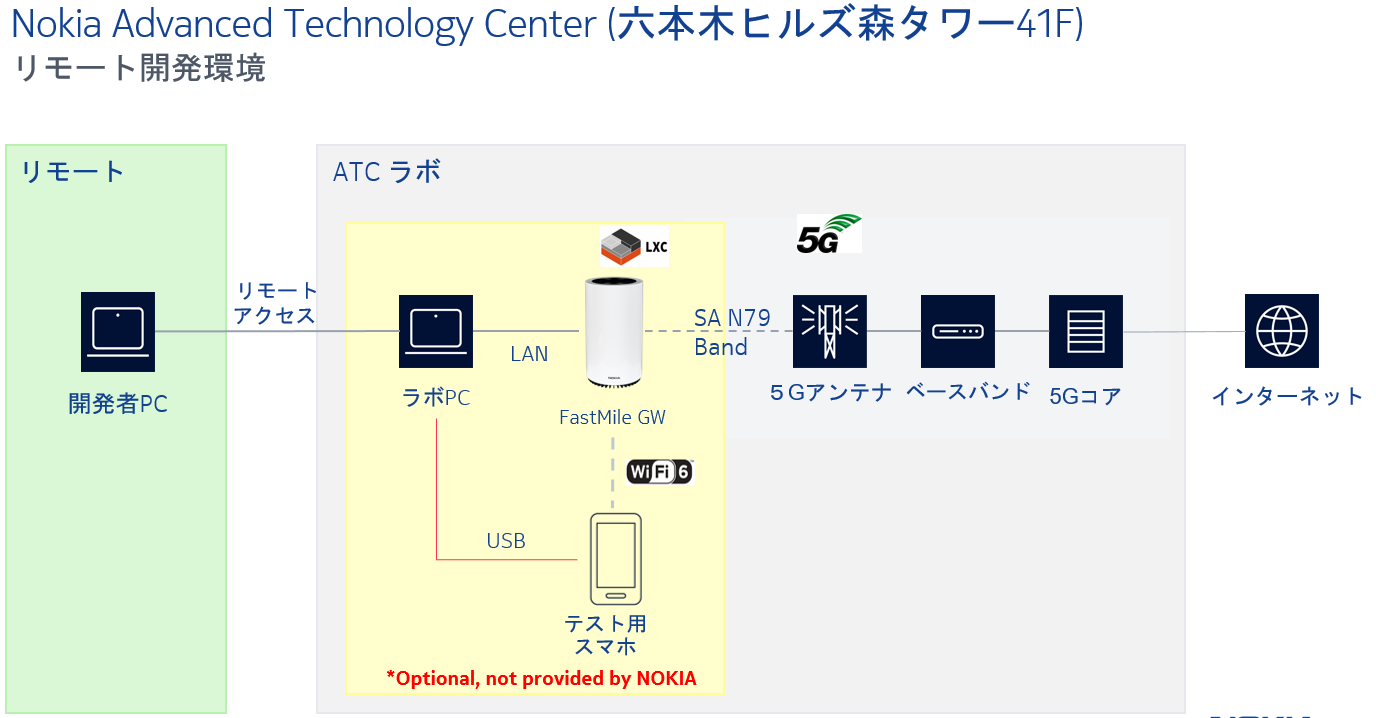 Nokia Advanced Technology Center (六本木ヒルズ森タワー41F)
リモート開発環境
リモート
ATC ラボ
LXC
5G
リモート
アクセス
SA N79
Band
LAN
開発者PC
ラボPC
FastMile GW
５Gアンテナ
ベースバンド
5Gコア
インターネット
WiFi 6
USB
テスト用
スマホ
*Optional, not provided by NOKIA